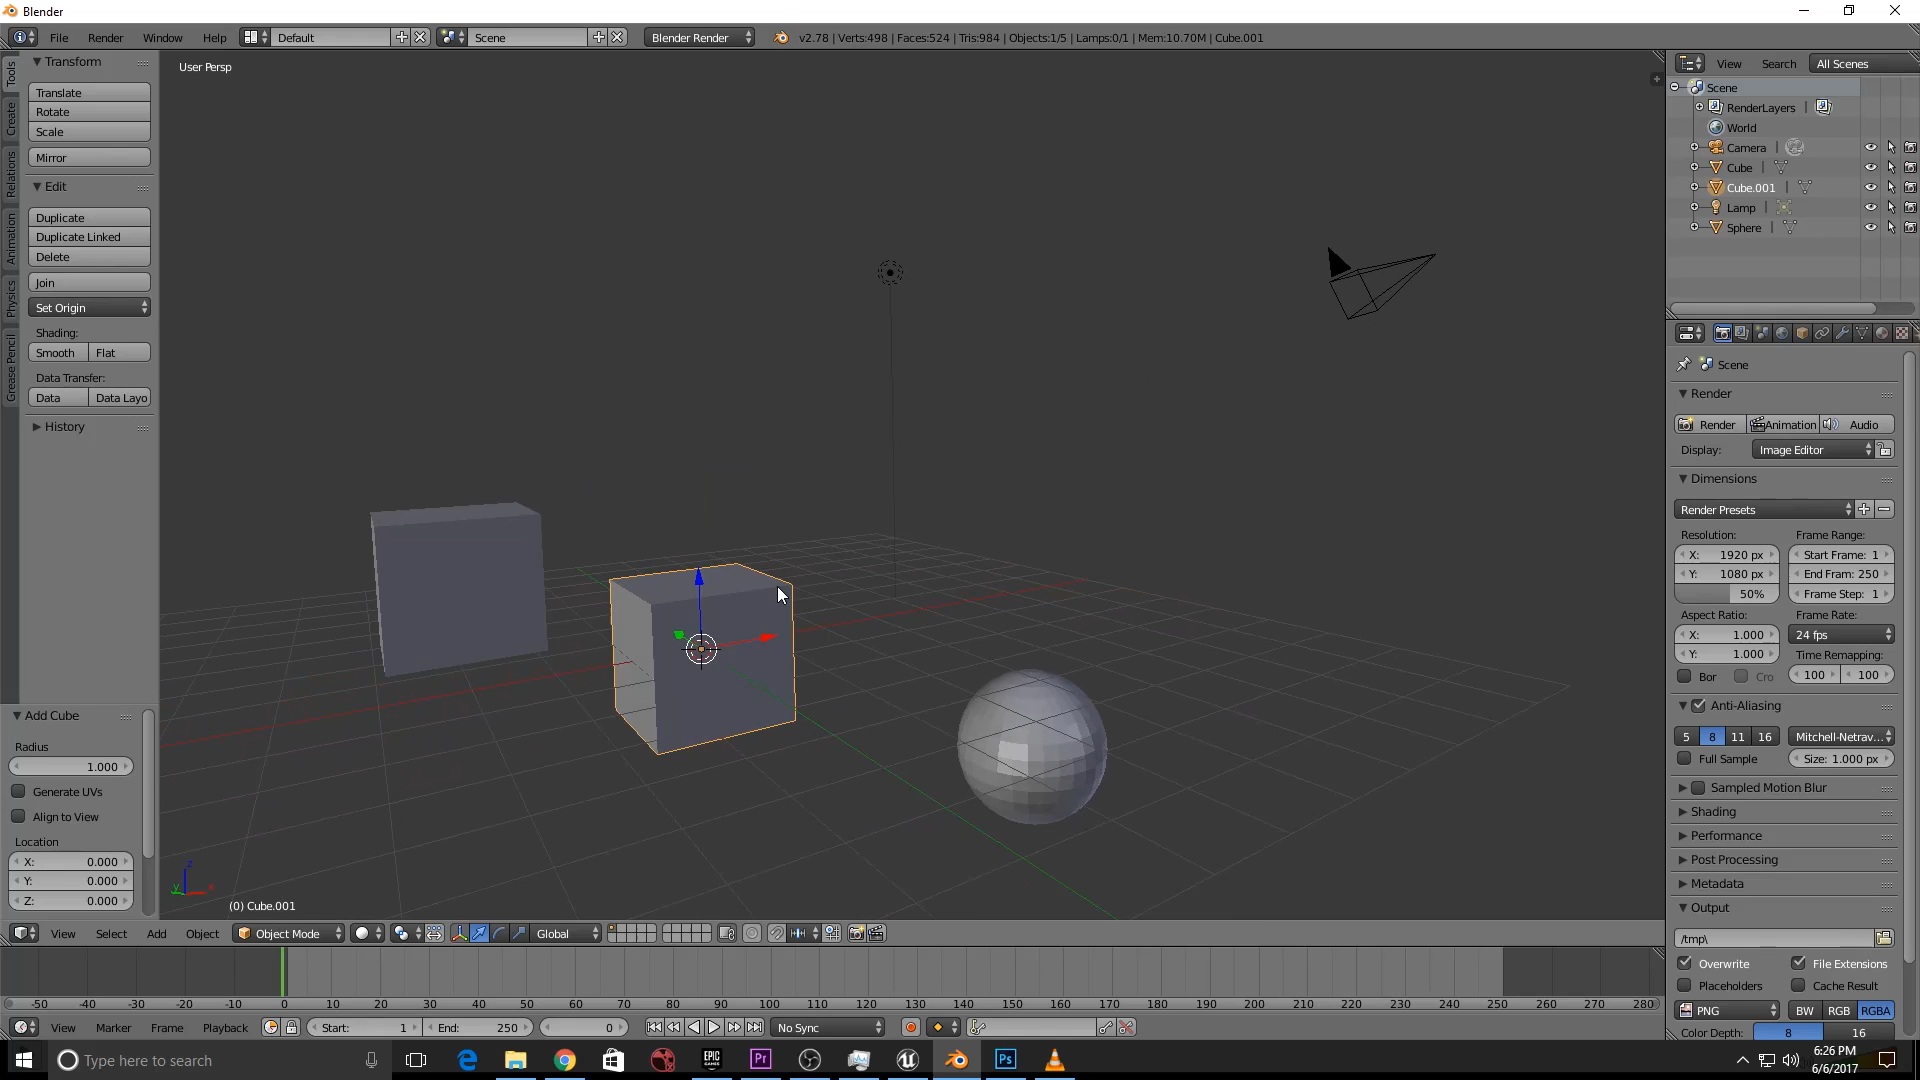 Blender
File Render Window Help Default Scene Blender Render v2.78 | Verts:498 | Faces:524 | Tris:984 | Objects:1/5 | Lamps:0/1 | Mem:10.70M | Cube.001
Tools
Create
Relations
Animation
Physics
Grease Pencil
Transform
Translate
Rotate
Scale
Mirror
Edit
Duplicate
Duplicate Linked
Delete
Join
Set Origin
Shading:
Smooth Flat
Data Transfer:
Data Data Layo
History
Add Cube
Radius
1.000
Generate UVs
Align to View
Location
X: 0.000
Y: 0.000
Z: 0.000
User Persp
z
y x
(0) Cube.001
View Search All Scenes
Scene
RenderLayers |
World
Camera |
Cube |
Cube.001 |
Lamp |
Sphere |
Scene
Render
Render Animation Audio
Display: Image Editor
Dimensions
Render Presets
Resolution: Frame Range:
X: 1920 px Start Frame: 1
Y: 1080 px End Fram: 250
50% Frame Step: 1
Aspect Ratio: Frame Rate:
X: 1.000 24 fps
Y: 1.000 Time Remapping:
Bor Cro 100 100
Anti-Aliasing
5 8 11 16 Mitchell-Netrav...
Full Sample Size: 1.000 px
Sampled Motion Blur
Shading
Performance
Post Processing
Metadata
Output
/tmp\
Overwrite File Extensions
Placeholders Cache Result
PNG BW RGB RGBA
Color Depth: 8 16
View Select Add Object Object Mode Global
-50 -40 -30 -20 -10 0 10 20 30 40 50 60 70 80 90 100 110 120 130 140 150 160 170 180 190 200 210 220 230 240 250 260 270 280
View Marker Frame Playback Start: 1 End: 250 0 No Sync
Type here to search
EPIC GAMES
Pr
Ps
6:26 PM
6/6/2017